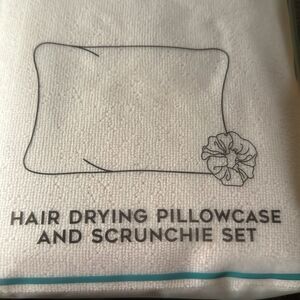 HAIR DRYING PILLOWCASE
AND SCRUNCHIE SET